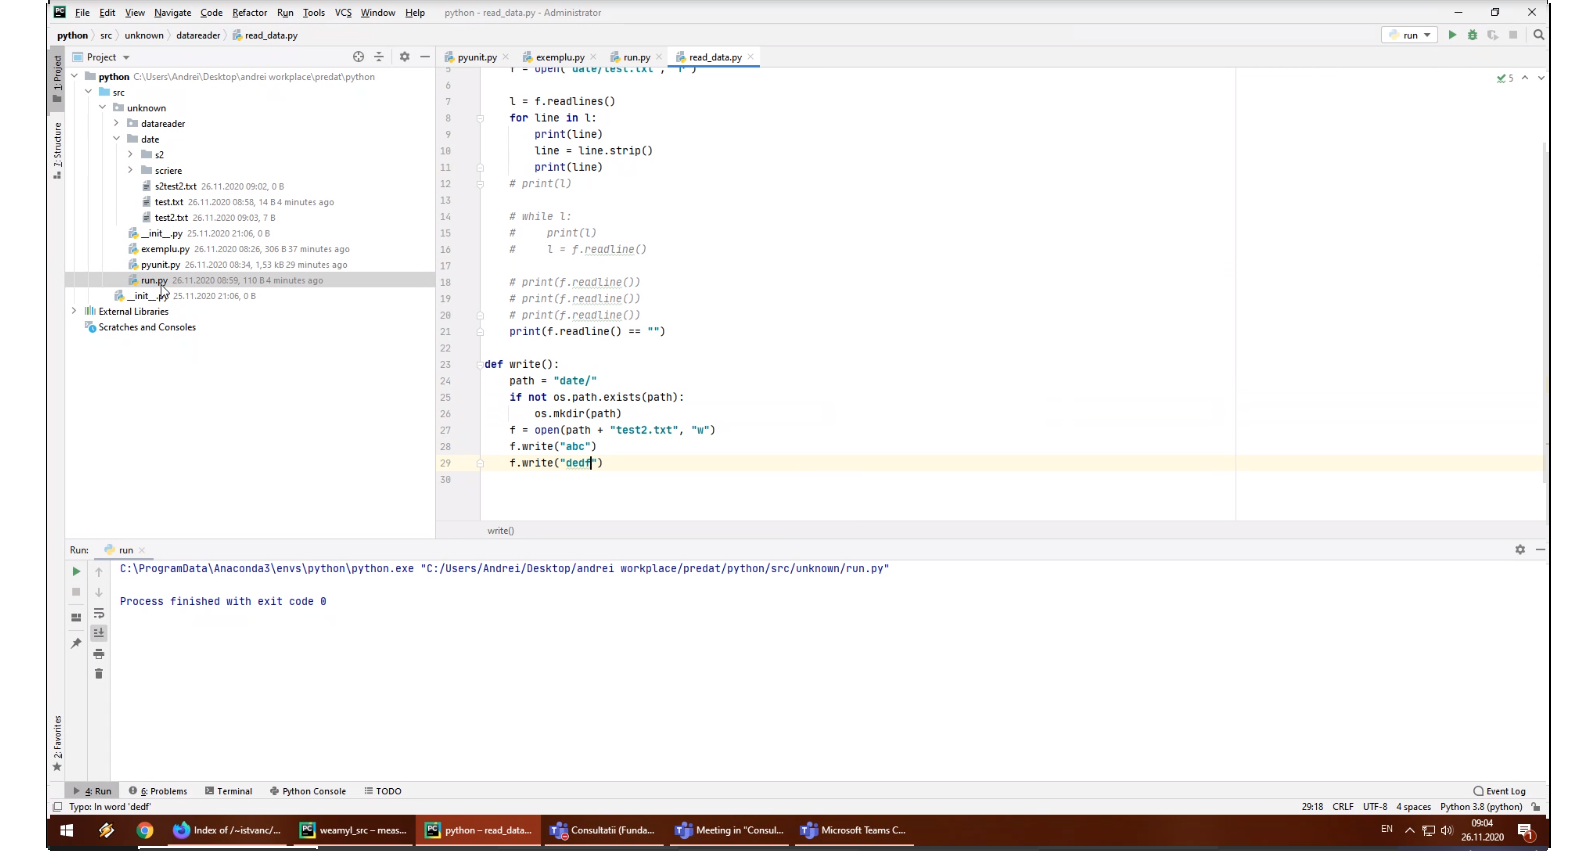 File Edit View Navigate Code Refactor Run Tools VCS Window Help python - read_data.py - Administrator
python src unknown datareader read_data.py run
Project
pyunit.py exemplu.py run.py read_data.py
1: Project
7: Structure
2: Favorites
python C:\Users\Andrei\Desktop\andrei workplace\predat\python
src
unknown
datareader
date
s2
scriere
s2test2.txt 26.11.2020 09:02, 0 B
test.txt 26.11.2020 08:58, 14 B 4 minutes ago
test2.txt 26.11.2020 09:03, 7 B
__init__.py 25.11.2020 21:06, 0 B
exemplu.py 26.11.2020 08:26, 306 B 37 minutes ago
pyunit.py 26.11.2020 08:34, 1,53 kB 29 minutes ago
run.py 26.11.2020 08:59, 110 B 4 minutes ago
__init__.py 25.11.2020 21:06, 0 B
External Libraries
Scratches and Consoles
5
5 f = open("date/test.txt", "r")
6
7 l = f.readlines()
8 for line in l:
9 print(line)
10 line = line.strip()
11 print(line)
12 # print(l)
13
14 # while l:
15 # print(l)
16 # l = f.readline()
17
18 # print(f.readline())
19 # print(f.readline())
20 # print(f.readline())
21 print(f.readline() == "")
22
23 def write():
24 path = "date/"
25 if not os.path.exists(path):
26 os.mkdir(path)
27 f = open(path + "test2.txt", "w")
28 f.write("abc")
29 f.write("dedf")
30
write()
Run: run
C:\ProgramData\Anaconda3\envs\python\python.exe "C:/Users/Andrei/Desktop/andrei workplace/predat/python/src/unknown/run.py"
Process finished with exit code 0
4: Run 6: Problems Terminal Python Console TODO Event Log
Typo: In word 'dedf' 29:18 CRLF UTF-8 4 spaces Python 3.8 (python)
Index of /~istvanc/... weamyl_src – meas... python – read_data... Consultatii (Funda... Meeting in "Consul... Microsoft Teams C... EN 09:04
26.11.2020
1